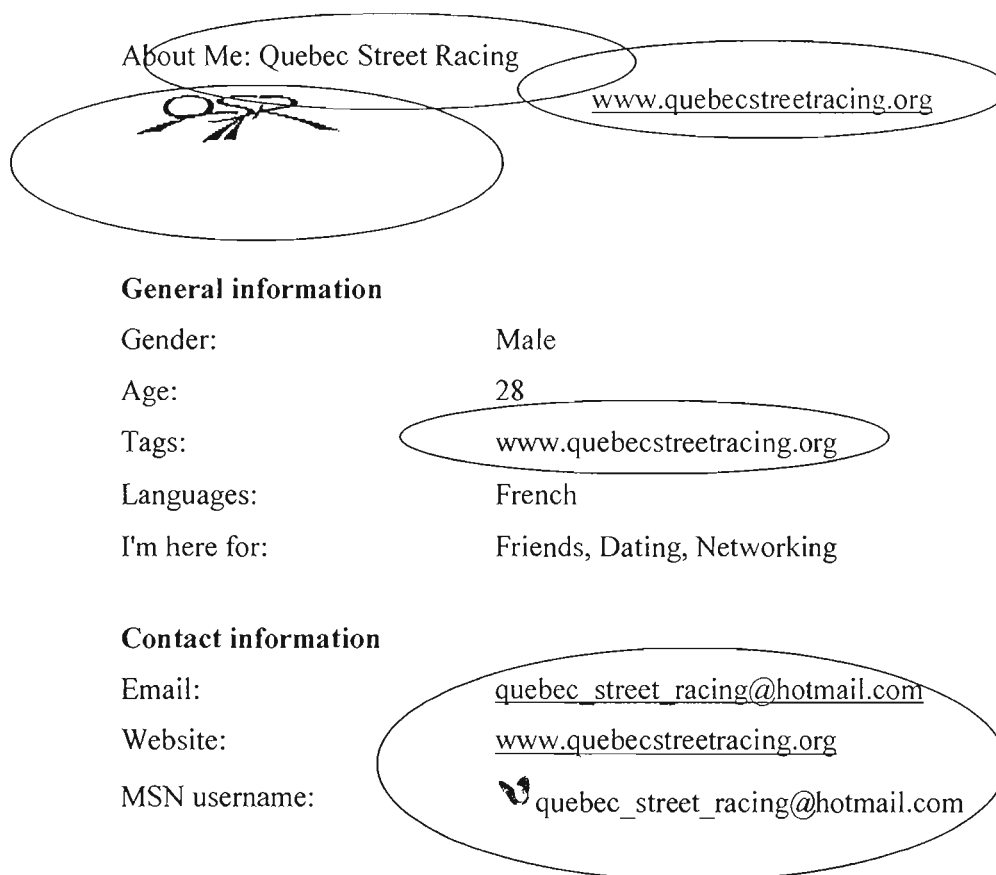 About Me: Quebec Street Racing
www.quebecstreetracing.org
General information
Gender: Male
Age: 28
Tags: www.quebecstreetracing.org
Languages: French
I'm here for: Friends, Dating, Networking
Contact information
Email: quebec_street_racing@hotmail.com
Website: www.quebecstreetracing.org
MSN username: quebec_street_racing@hotmail.com